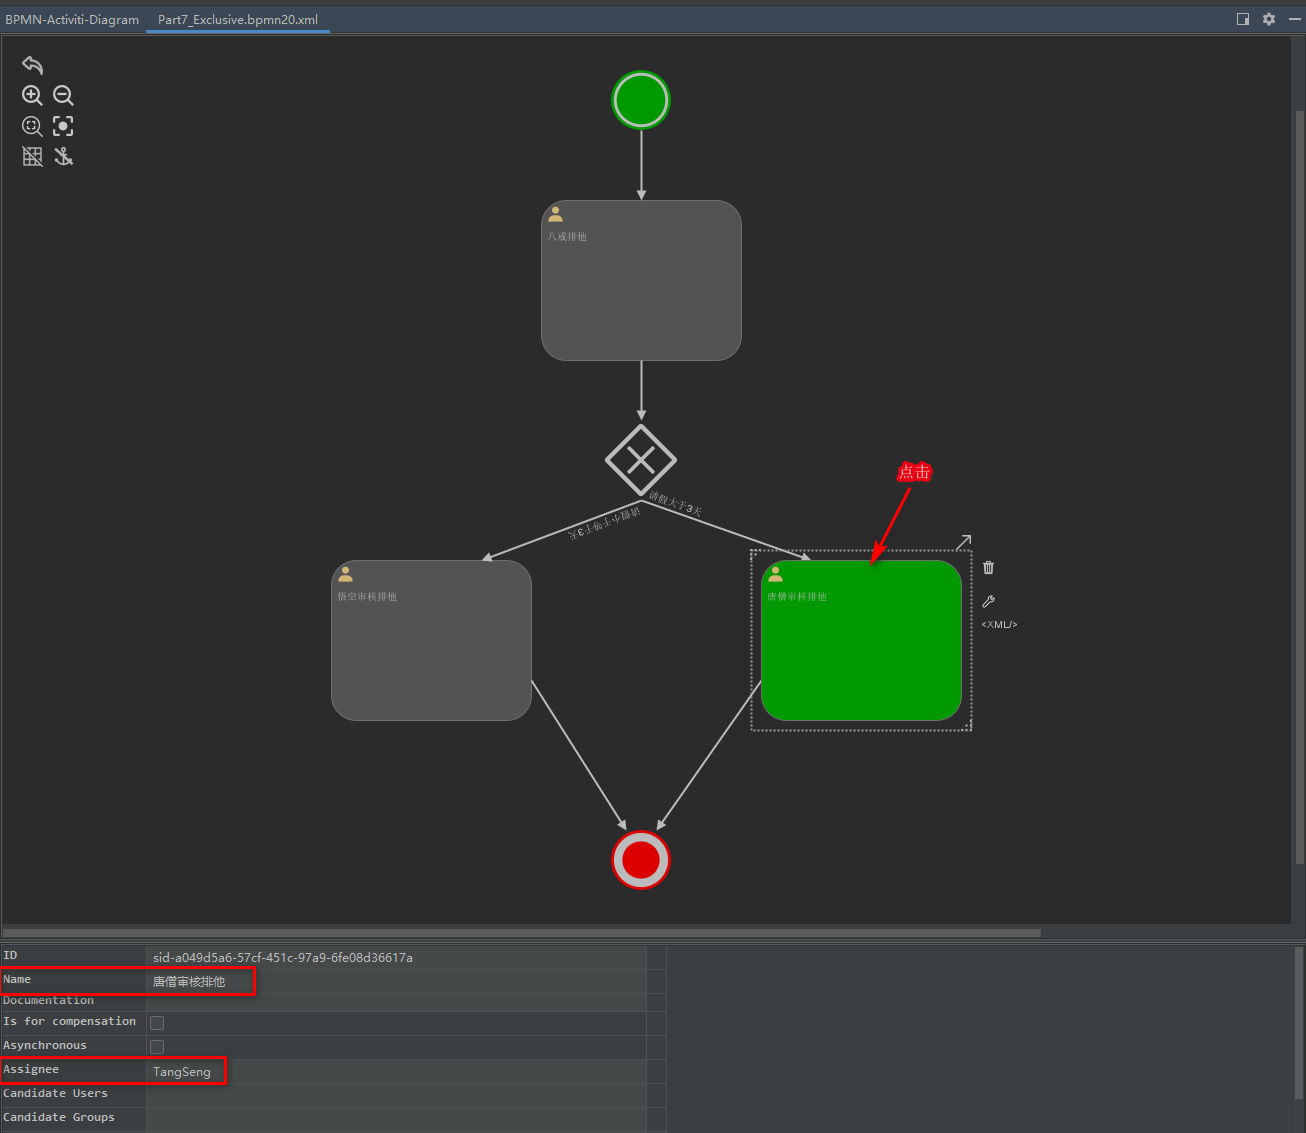 BPMN-Activiti-Diagram Part7_Exclusive.bpmn20.xml
八戒排他
请假大于3天
请假小于等于3天
点击
悟空审核排他
唐僧审核排他
<XML/>
ID sid-a049d5a6-57cf-451c-97a9-6fe08d36617a
Name 唐僧审核排他
Documentation
Is for compensation
Asynchronous
Assignee TangSeng
Candidate Users
Candidate Groups